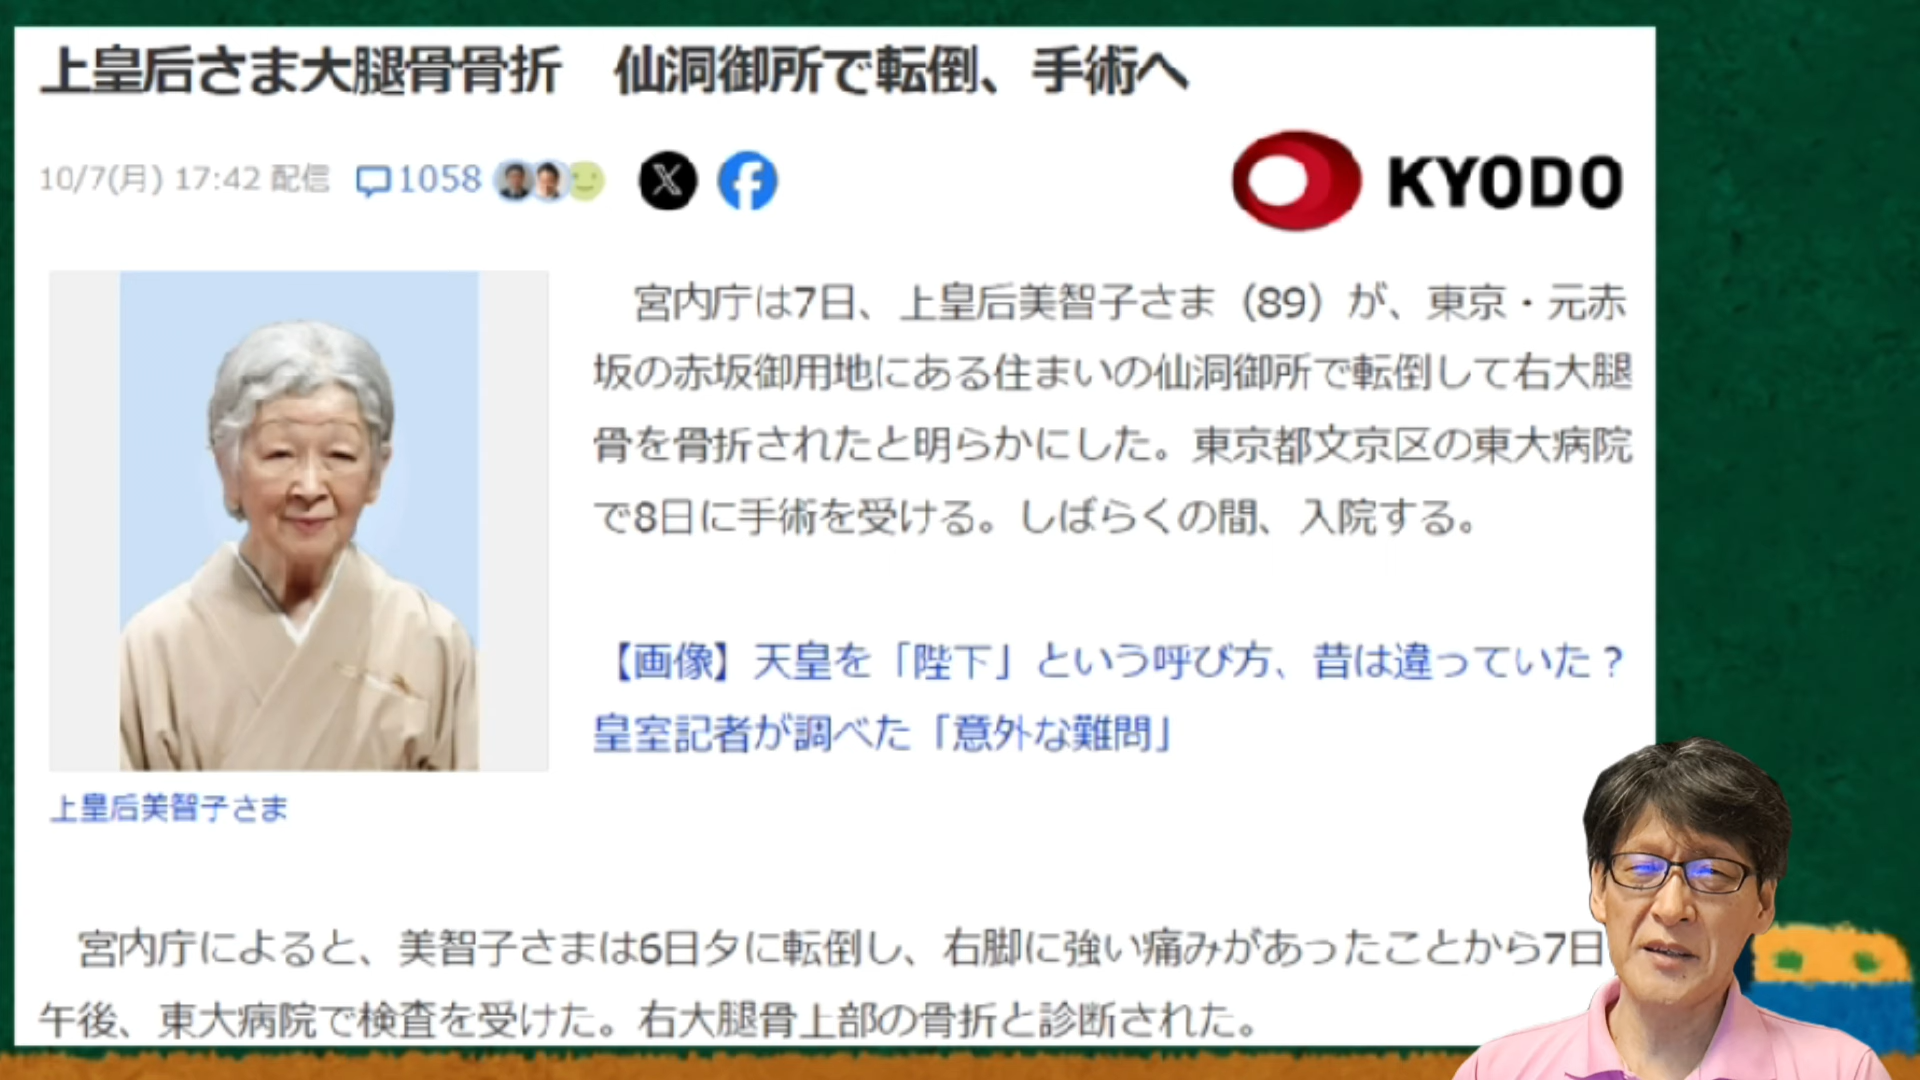 上皇后さま大腿骨骨折　仙洞御所で転倒、手術へ
10/7(月) 17:42 配信 1058
KYODO
宮内庁は7日、上皇后美智子さま（89）が、東京・元赤
坂の赤坂御用地にある住まいの仙洞御所で転倒して右大腿
骨を骨折されたと明らかにした。東京都文京区の東大病院
で8日に手術を受ける。しばらくの間、入院する。
【画像】天皇を「陛下」という呼び方、昔は違っていた？
皇室記者が調べた「意外な難問」
上皇后美智子さま
宮内庁によると、美智子さまは6日夕に転倒し、右脚に強い痛みがあったことから7日
午後、東大病院で検査を受けた。右大腿骨上部の骨折と診断された。